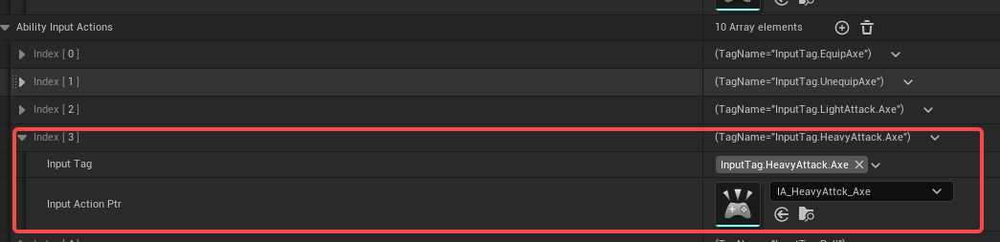 Ability Input Actions
10 Array elements
Index [ 0 ]
(TagName="InputTag.EquipAxe")
Index [ 1 ]
(TagName="InputTag.UnequipAxe")
Index [ 2 ]
(TagName="InputTag.LightAttack.Axe")
Index [ 3 ]
(TagName="InputTag.HeavyAttack.Axe")
Input Tag
InputTag.HeavyAttack.Axe
Input Action Ptr
IA_HeavyAttck_Axe